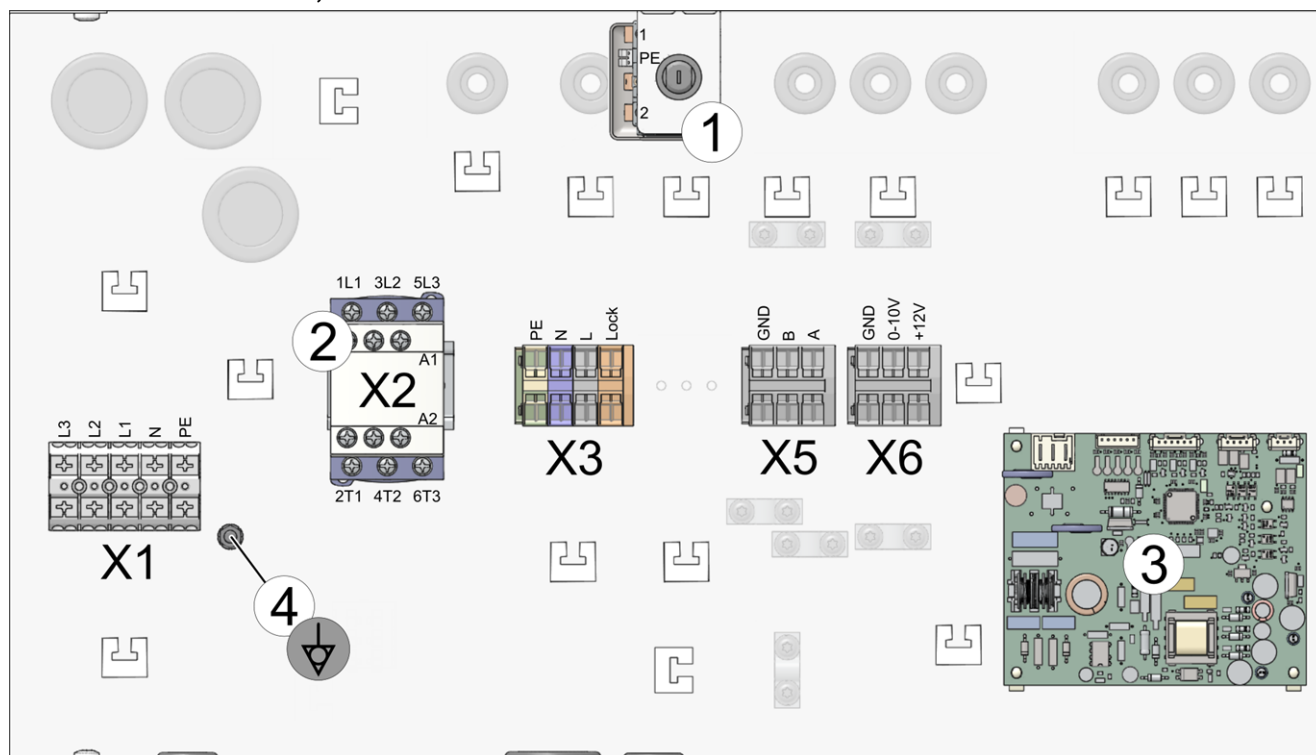 1
PE
2
1
1L1 3L2 5L3
2
A1
X2
A2
2T1 4T2 6T3
PE
N
L
Lock
X3
GND
B
A
X5
GND
0-10V
+12V
X6
L3
L2
L1
N
PE
X1
4
3